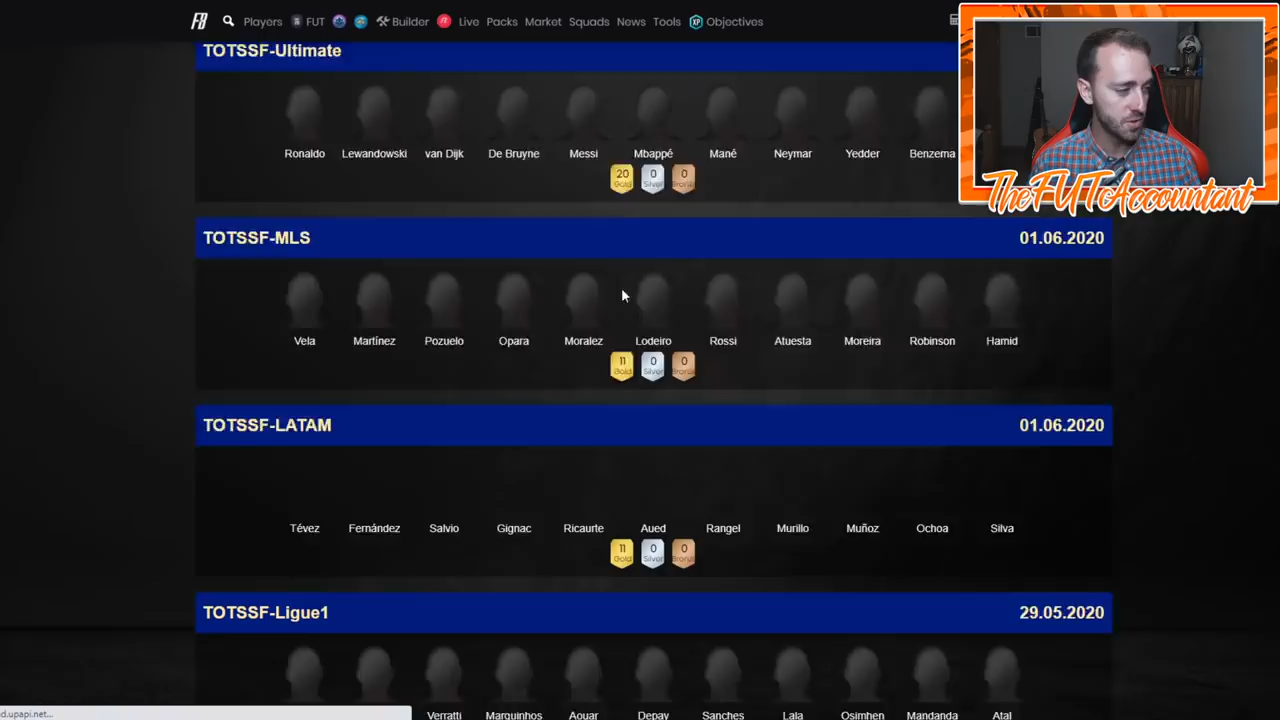 FB Players FUT Builder Live Packs Market Squads News Tools XP Objectives
TheFUTAccountant
TOTSSF-Ultimate
Ronaldo Lewandowski van Dijk De Bruyne Messi Mbappé Mané Neymar Yedder Benzema
20 Gold 0 Silver 0 Bronze
TOTSSF-MLS 01.06.2020
Vela Martínez Pozuelo Opara Moralez Lodeiro Rossi Atuesta Moreira Robinson Hamid
11 Gold 0 Silver 0 Bronze
TOTSSF-LATAM 01.06.2020
Tévez Fernández Salvio Gignac Ricaurte Aued Rangel Murillo Muñoz Ochoa Silva
11 Gold 0 Silver 0 Bronze
TOTSSF-Ligue1 29.05.2020
Verratti Marquinhos Aouar Depay Sanches Lala Osimhen Mandanda Atal
d.upapi.net...